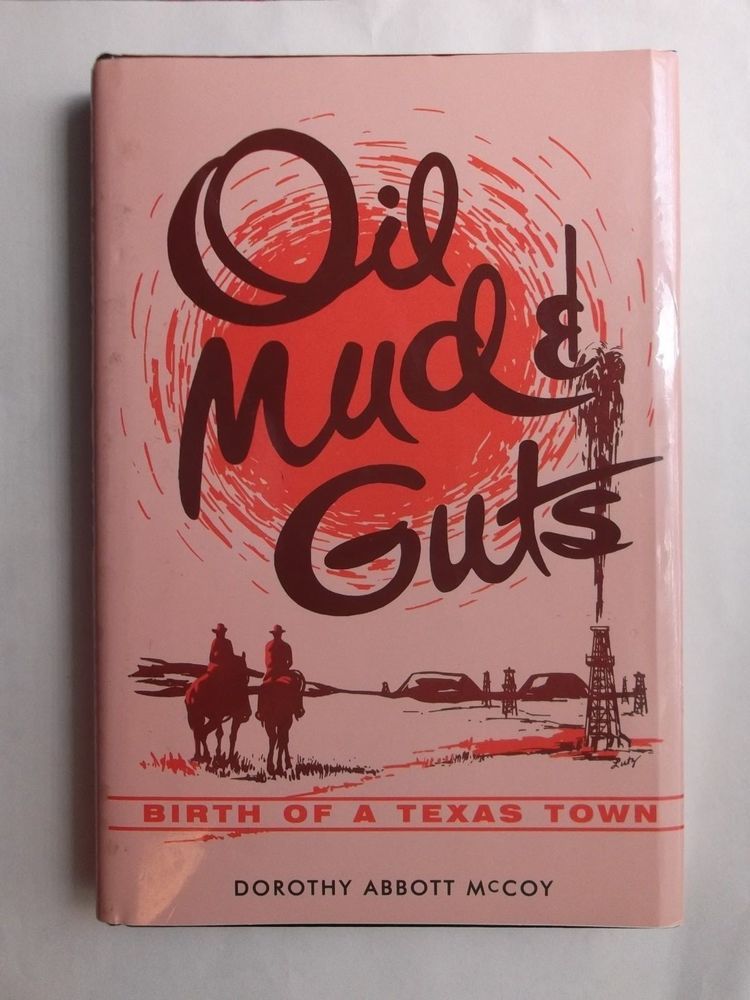 Oil
Mud &
Guts
BIRTH OF A TEXAS TOWN
DOROTHY ABBOTT McCOY